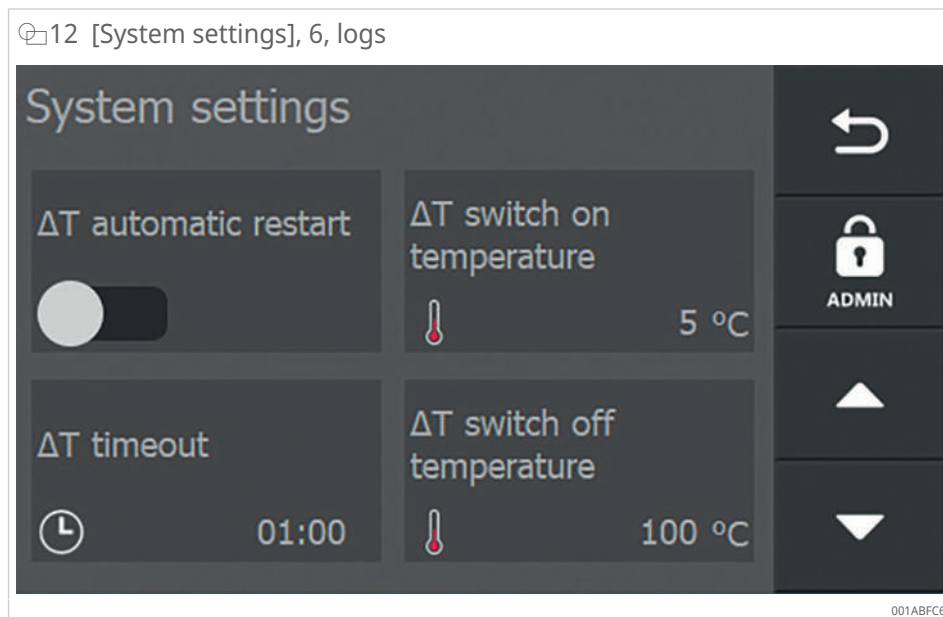 12 [System settings], 6, logs
System settings
ΔT automatic restart
ΔT switch on
temperature
5 °C
ADMIN
ΔT timeout
01:00
ΔT switch off
temperature
100 °C
001ABFC6